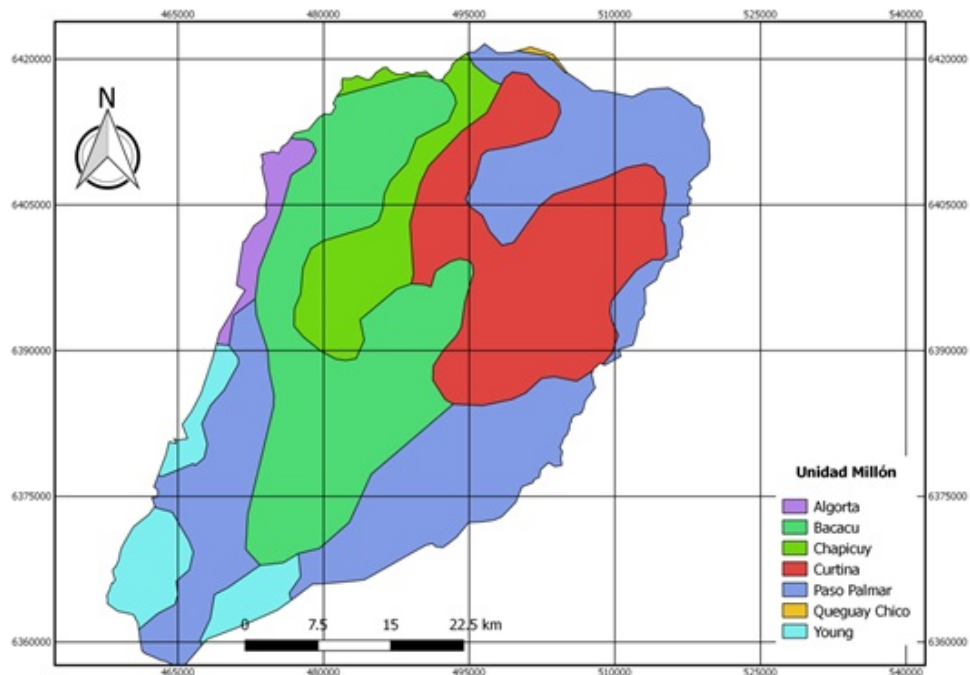 465000 480000 495000 510000 525000 540000
6420000 6420000
N
6405000 6405000
6390000 6390000
6375000 6375000
Unidad Millón
Algorta
Bacacu
Chapicuy
Curtina
Paso Palmar
Queguay Chico
Young
0 7.5 15 22.5 km
6360000 6360000
465000 480000 495000 510000 525000 540000